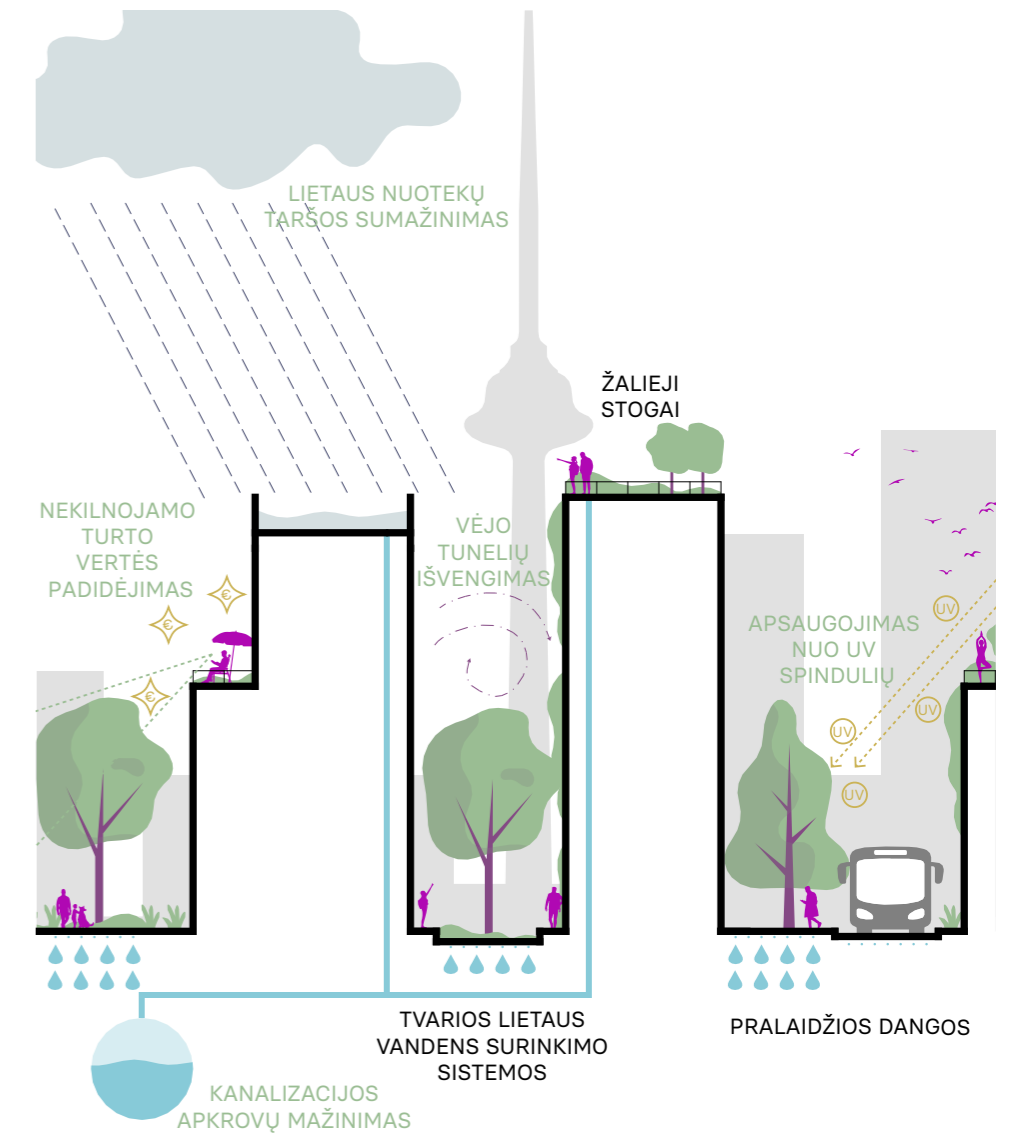 LIETAUS NUOTEKŲ
TARŠOS SUMAŽINIMAS
ŽALIEJI
STOGAI
NEKILNOJAMO
TURTO
VERTĖS
PADIDĖJIMAS
€
€
€
VĖJO
TUNELIŲ
IŠVENGIMAS
APSAUGOJIMAS
NUO UV
SPINDULIŲ
UV
UV
UV
UV
TVARIOS LIETAUS
VANDENS SURINKIMO
SISTEMOS
PRALAIDŽIOS DANGOS
KANALIZACIJOS
APKROVŲ MAŽINIMAS